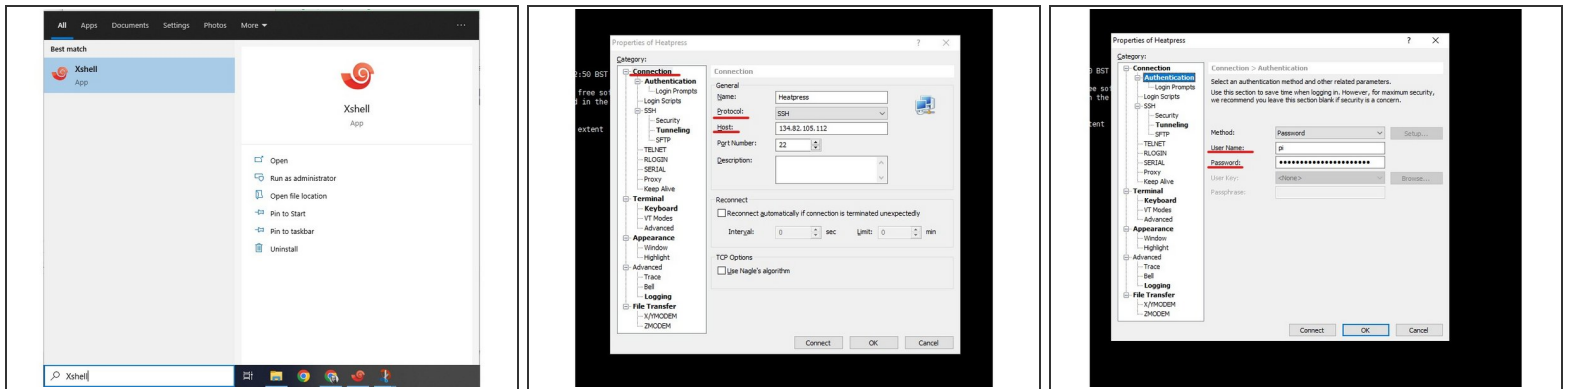 All Apps Documents Settings Photos More ▾ ...
Best match
Xshell
App
Xshell
App
Open
Run as administrator
Open file location
Pin to Start
Pin to taskbar
Uninstall
Xshell
Properties of Heatpress ? X
Category:
Connection
Authentication
Login Prompts
Login Scripts
SSH
Security
Tunneling
SFTP
TELNET
RLOGIN
SERIAL
Proxy
Keep Alive
Terminal
Keyboard
VT Modes
Advanced
Appearance
Window
Highlight
Advanced
Trace
Bell
Logging
File Transfer
X/YMODEM
ZMODEM
Connection
General
Name: Heatpress
Protocol: SSH
Host: 134.82.105.112
Port Number: 22
Description:
Reconnect
Reconnect automatically if connection is terminated unexpectedly
Interval: 0 sec Limit: 0 min
TCP Options
Use Nagle's algorithm
Connect OK Cancel
2:50 BST
free so
d in the
extent
Properties of Heatpress ? X
Category:
Connection
Authentication
Login Prompts
Login Scripts
SSH
Security
Tunneling
SFTP
TELNET
RLOGIN
SERIAL
Proxy
Keep Alive
Terminal
Keyboard
VT Modes
Advanced
Appearance
Window
Highlight
Advanced
Trace
Bell
Logging
File Transfer
X/YMODEM
ZMODEM
Connection > Authentication
Select an authentication method and other related parameters.
Use this section to save time when logging in. However, for maximum security,
we recommend you leave this section blank if security is a concern.
Method: Password Setup...
User Name: pi
Password: ••••••••••••••••••••••
User Key: <None> Browse...
Passphrase:
Connect OK Cancel
BST